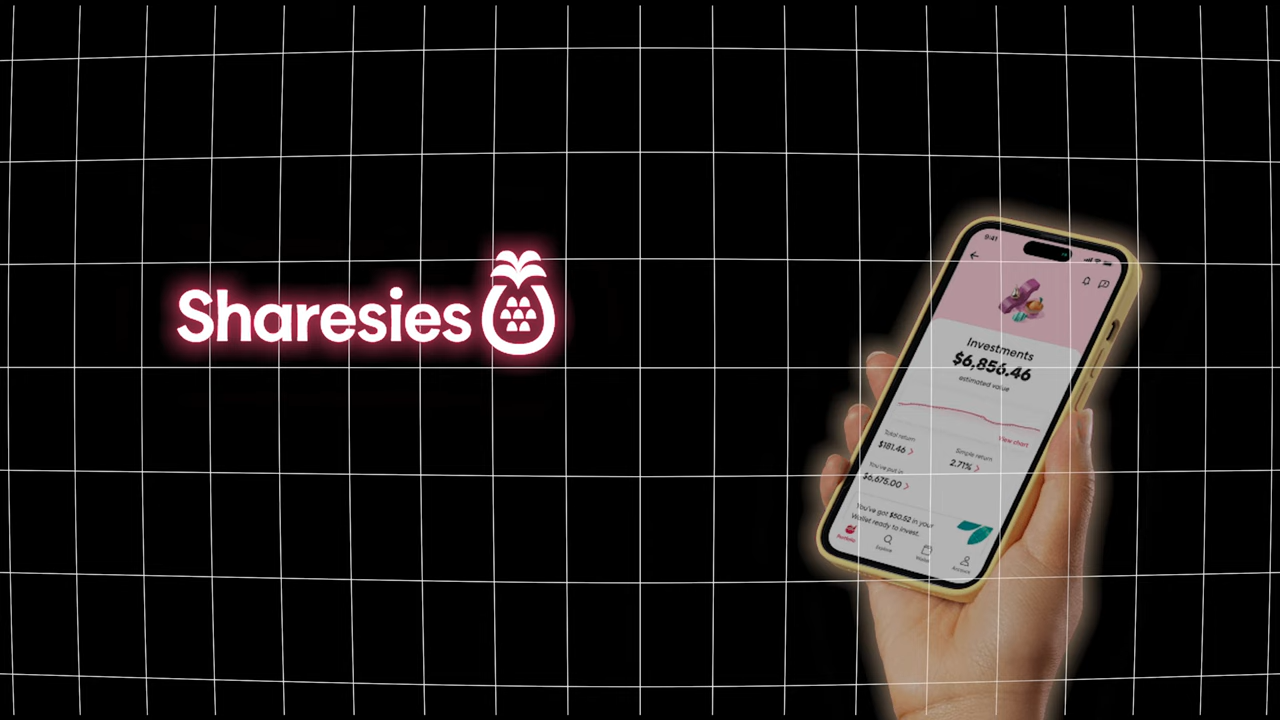 Sharesies
9:41
Investments
$6,856.46
estimated value
View chart
Total return
$181.46
Simple return
2.71%
You've put in
$6,675.00
You've got $50.52 in your
Wallet ready to invest.
Portfolio
Explore
Wallet
Account